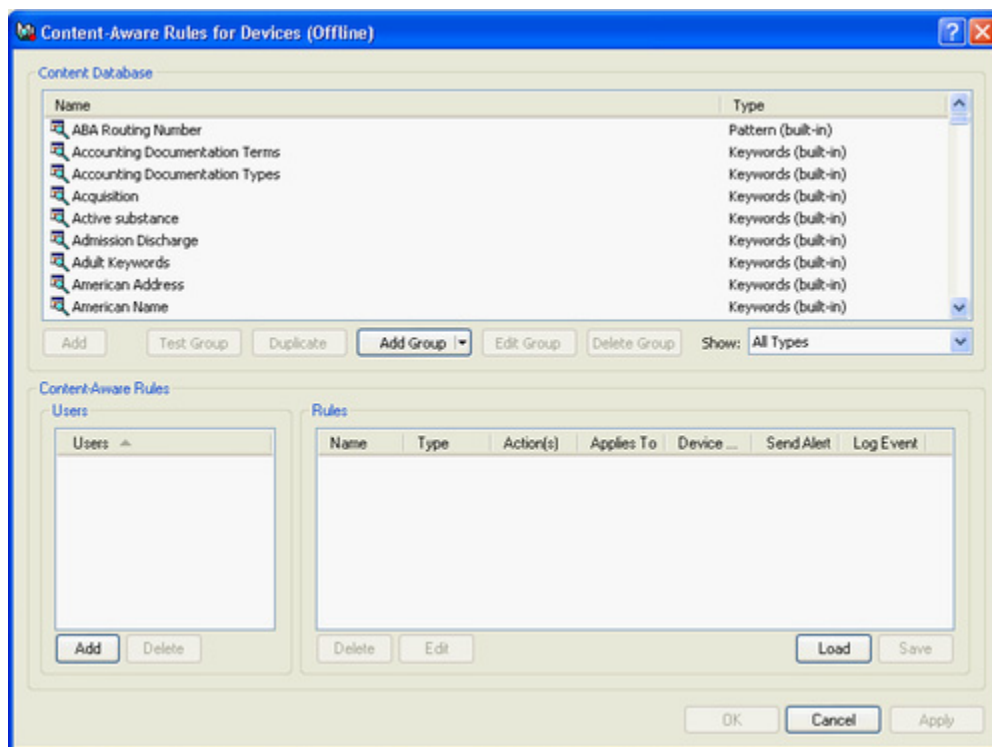 Content-Aware Rules for Devices (Offline)
Content Database
Name Type
ABA Routing Number Pattern (built-in)
Accounting Documentation Terms Keywords (built-in)
Accounting Documentation Types Keywords (built-in)
Acquisition Keywords (built-in)
Active substance Keywords (built-in)
Admission Discharge Keywords (built-in)
Adult Keywords Keywords (built-in)
American Address Keywords (built-in)
American Name Keywords (built-in)
Add Test Group Duplicate Add Group Edit Group Delete Group Show: All Types
Content-Aware Rules
Users Rules
Users Name Type Action(s) Applies To Device ... Send Alert Log Event
Add Delete Delete Edit Load Save
OK Cancel Apply